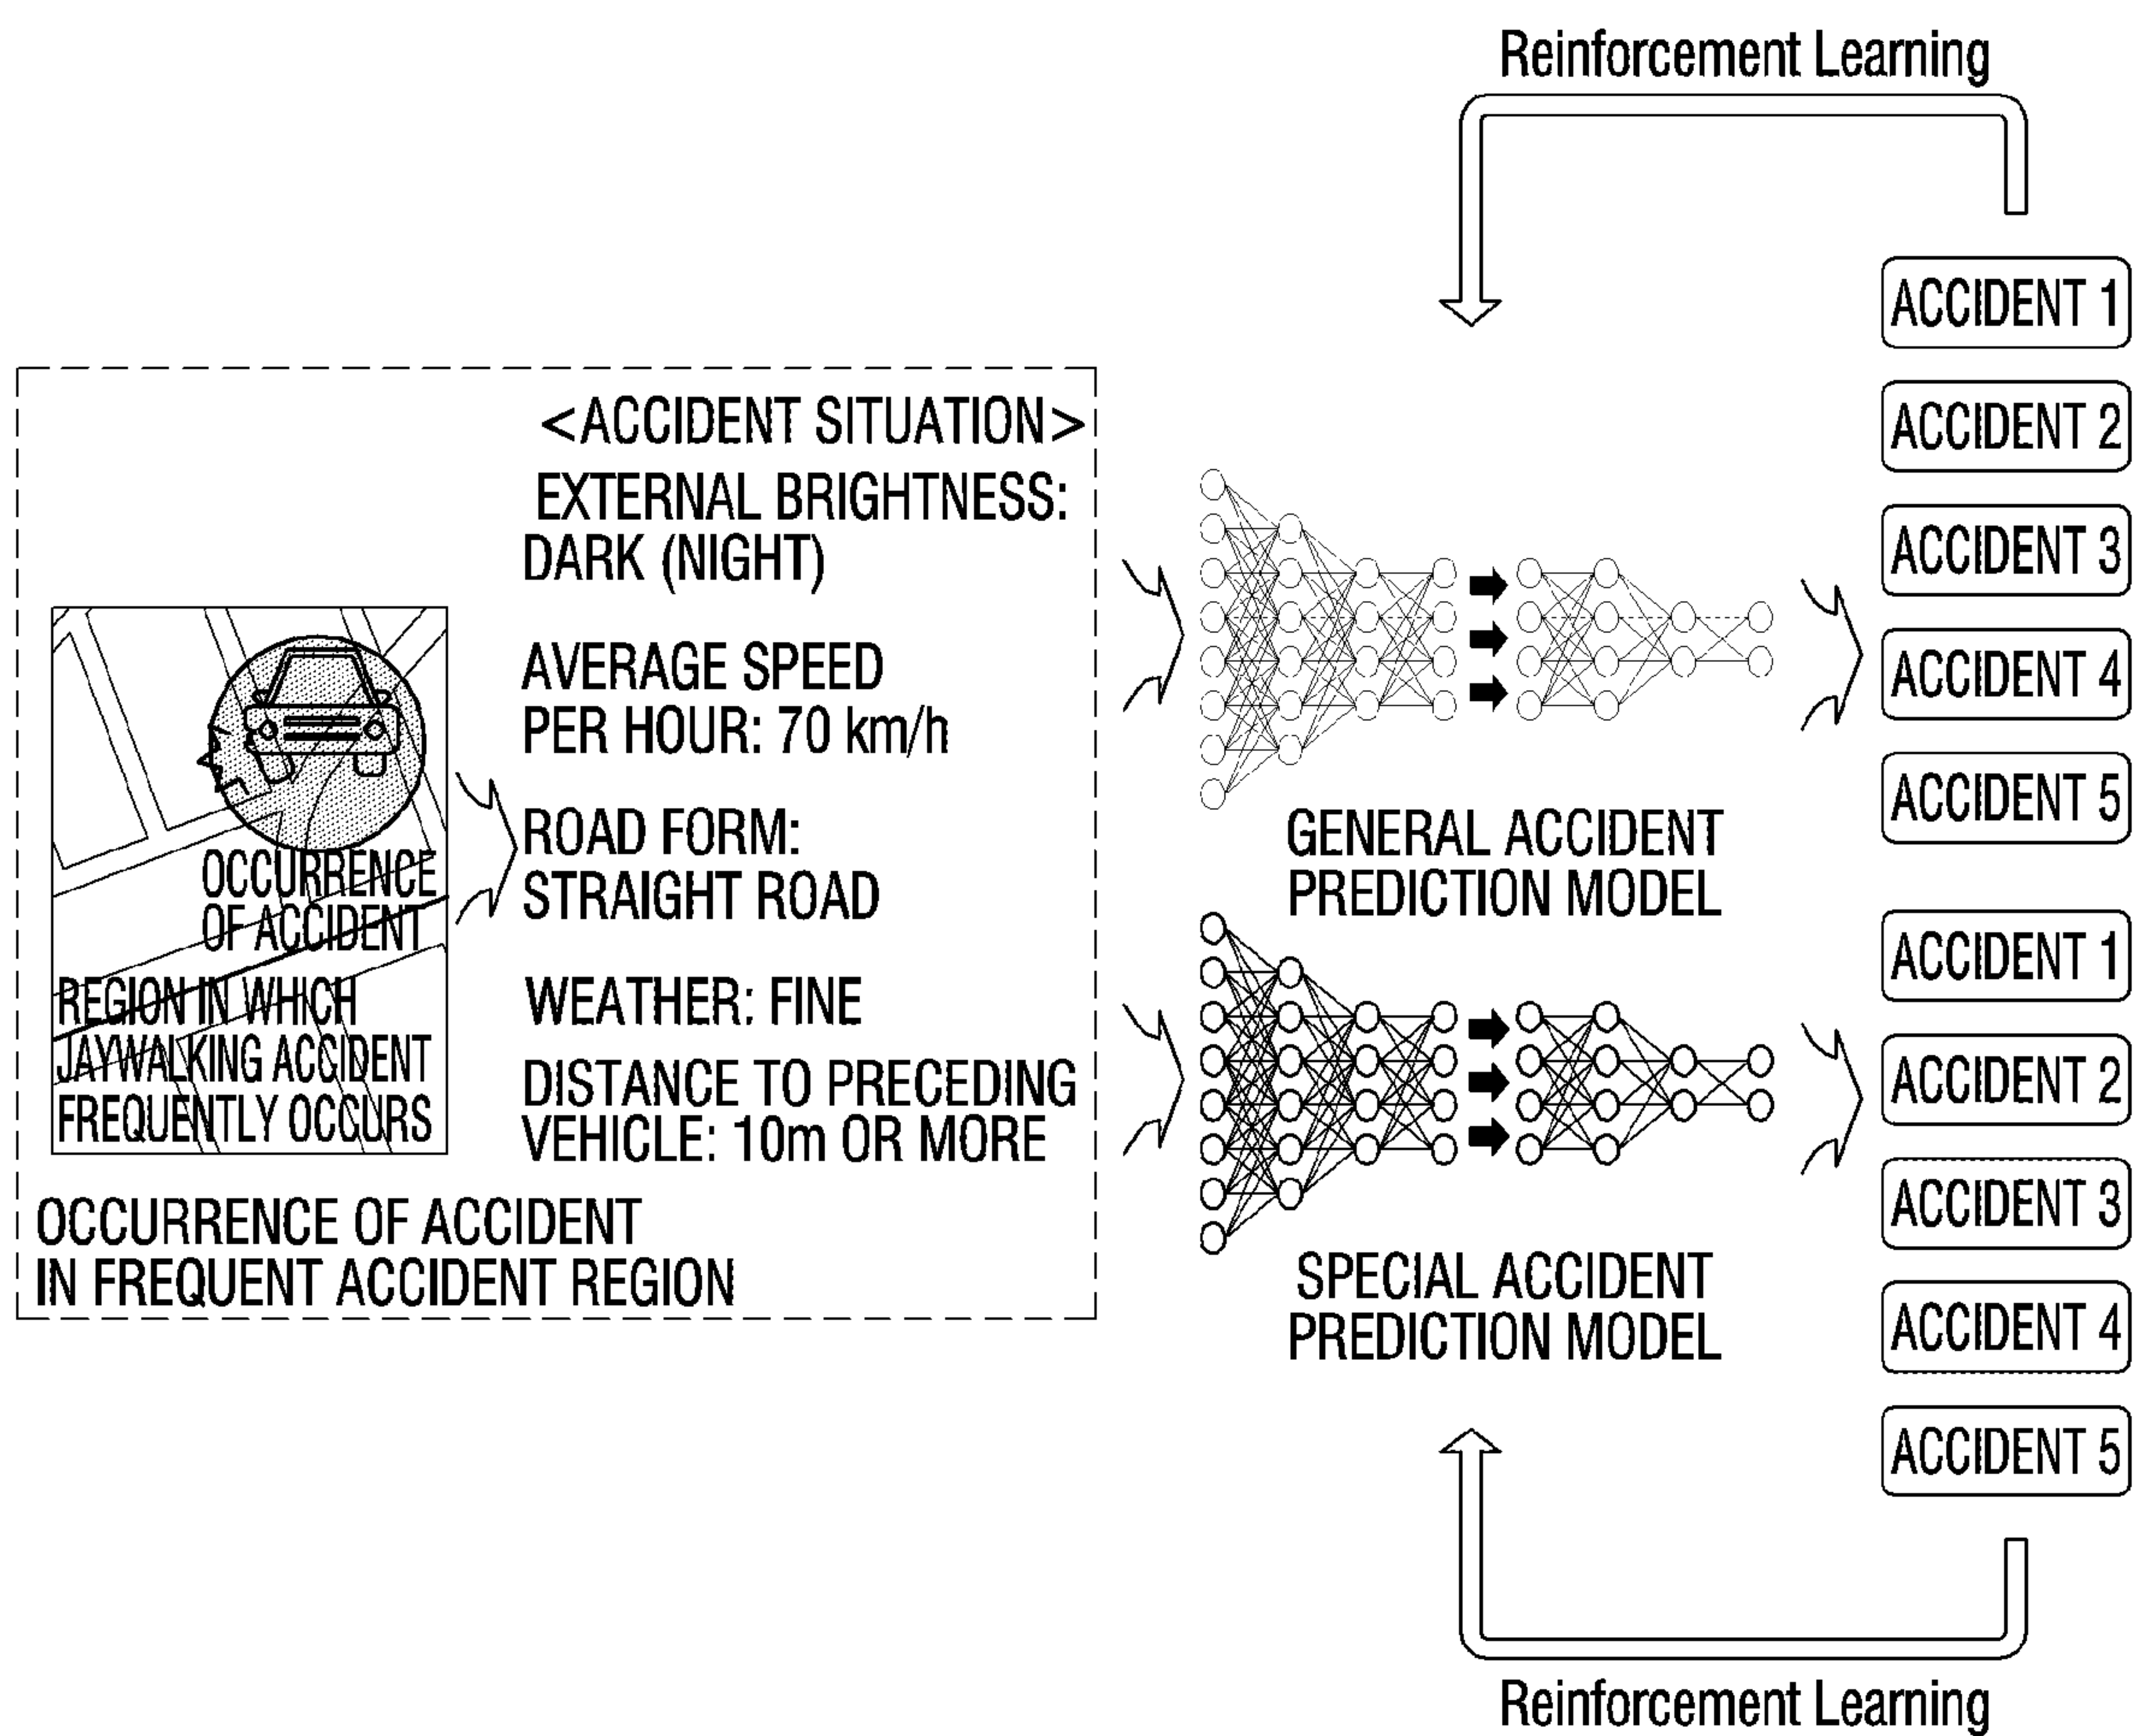 Reinforcement Learning
<ACCIDENT SITUATION>
EXTERNAL BRIGHTNESS:
DARK (NIGHT)
AVERAGE SPEED
PER HOUR: 70 km/h
ROAD FORM:
STRAIGHT ROAD
WEATHER: FINE
DISTANCE TO PRECEDING
VEHICLE: 10m OR MORE
OCCURRENCE
OF ACCIDENT
REGION IN WHICH
JAYWALKING ACCIDENT
FREQUENTLY OCCURS
OCCURRENCE OF ACCIDENT
IN FREQUENT ACCIDENT REGION
GENERAL ACCIDENT
PREDICTION MODEL
SPECIAL ACCIDENT
PREDICTION MODEL
ACCIDENT 1
ACCIDENT 2
ACCIDENT 3
ACCIDENT 4
ACCIDENT 5
ACCIDENT 1
ACCIDENT 2
ACCIDENT 3
ACCIDENT 4
ACCIDENT 5
Reinforcement Learning